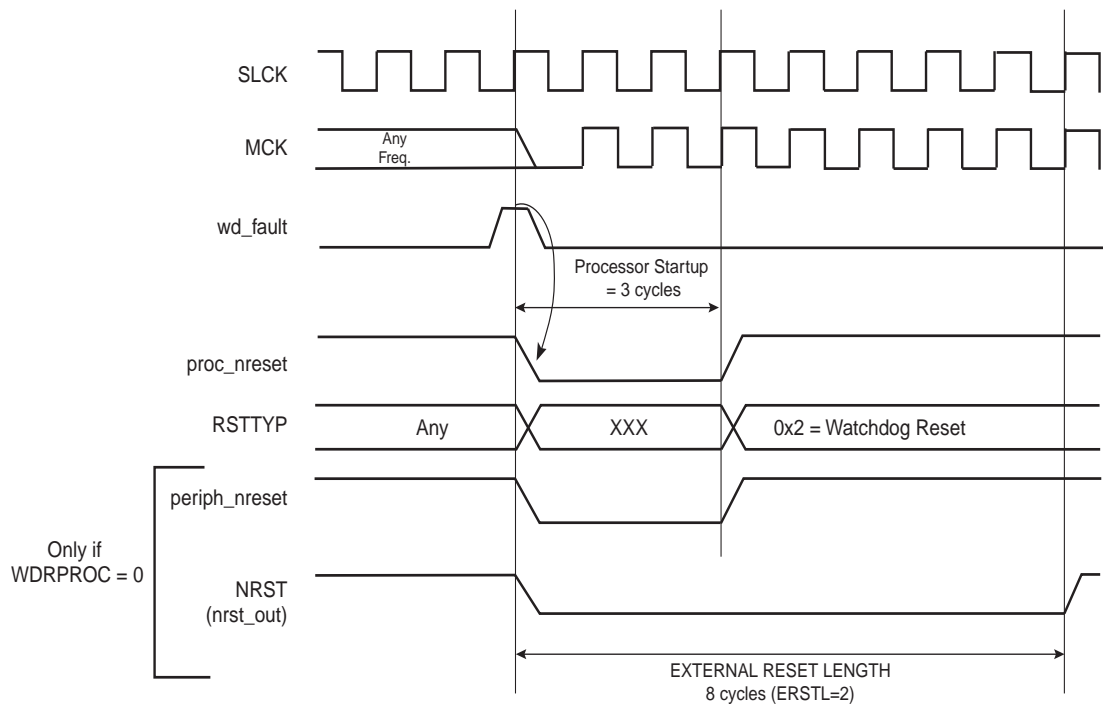 SLCK
MCK
Any
Freq.
wd_fault
Processor Startup
= 3 cycles
proc_nreset
RSTTYP
Any
XXX
0x2 = Watchdog Reset
periph_nreset
Only if
WDRPROC = 0
NRST
(nrst_out)
EXTERNAL RESET LENGTH
8 cycles (ERSTL=2)